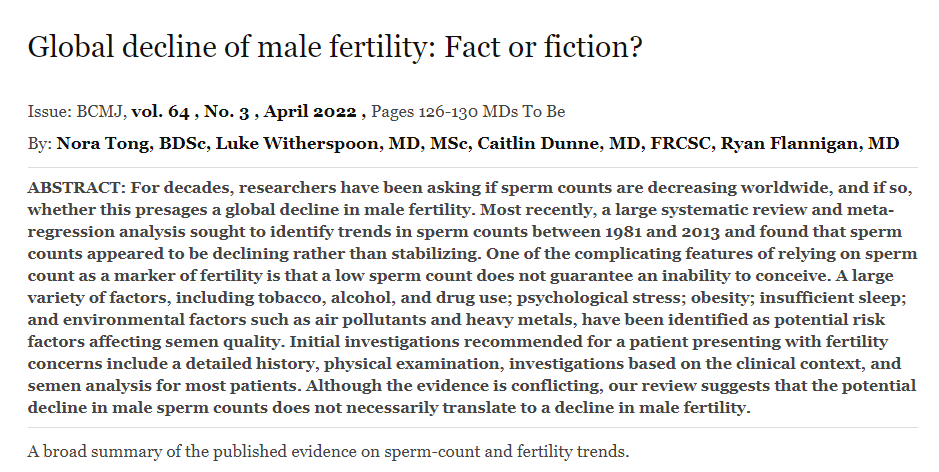 Global decline of male fertility: Fact or fiction?
Issue: BCMJ, vol. 64 , No. 3 , April 2022 , Pages 126-130 MDs To Be
By: Nora Tong, BDSc, Luke Witherspoon, MD, MSc, Caitlin Dunne, MD, FRCSC, Ryan Flannigan, MD
ABSTRACT: For decades, researchers have been asking if sperm counts are decreasing worldwide, and if so,
whether this presages a global decline in male fertility. Most recently, a large systematic review and meta-
regression analysis sought to identify trends in sperm counts between 1981 and 2013 and found that sperm
counts appeared to be declining rather than stabilizing. One of the complicating features of relying on sperm
count as a marker of fertility is that a low sperm count does not guarantee an inability to conceive. A large
variety of factors, including tobacco, alcohol, and drug use; psychological stress; obesity; insufficient sleep;
and environmental factors such as air pollutants and heavy metals, have been identified as potential risk
factors affecting semen quality. Initial investigations recommended for a patient presenting with fertility
concerns include a detailed history, physical examination, investigations based on the clinical context, and
semen analysis for most patients. Although the evidence is conflicting, our review suggests that the potential
decline in male sperm counts does not necessarily translate to a decline in male fertility.
A broad summary of the published evidence on sperm-count and fertility trends.